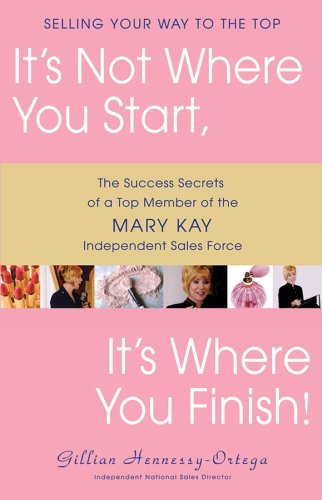 SELLING YOUR WAY TO THE TOP
It's Not Where
You Start,
The Success Secrets
of a Top Member of the
MARY KAY
Independent Sales Force
It's Where
You Finish!
Gillian Hennessy-Ortega
Independent National Sales Director